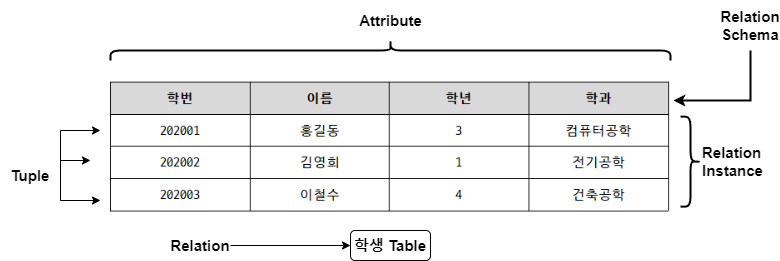 Attribute
Relation
Schema
학번 이름 학년 학과
202001 홍길동 3 컴퓨터공학
202002 김영희 1 전기공학
202003 이철수 4 건축공학
Tuple
Relation
Instance
Relation 학생 Table